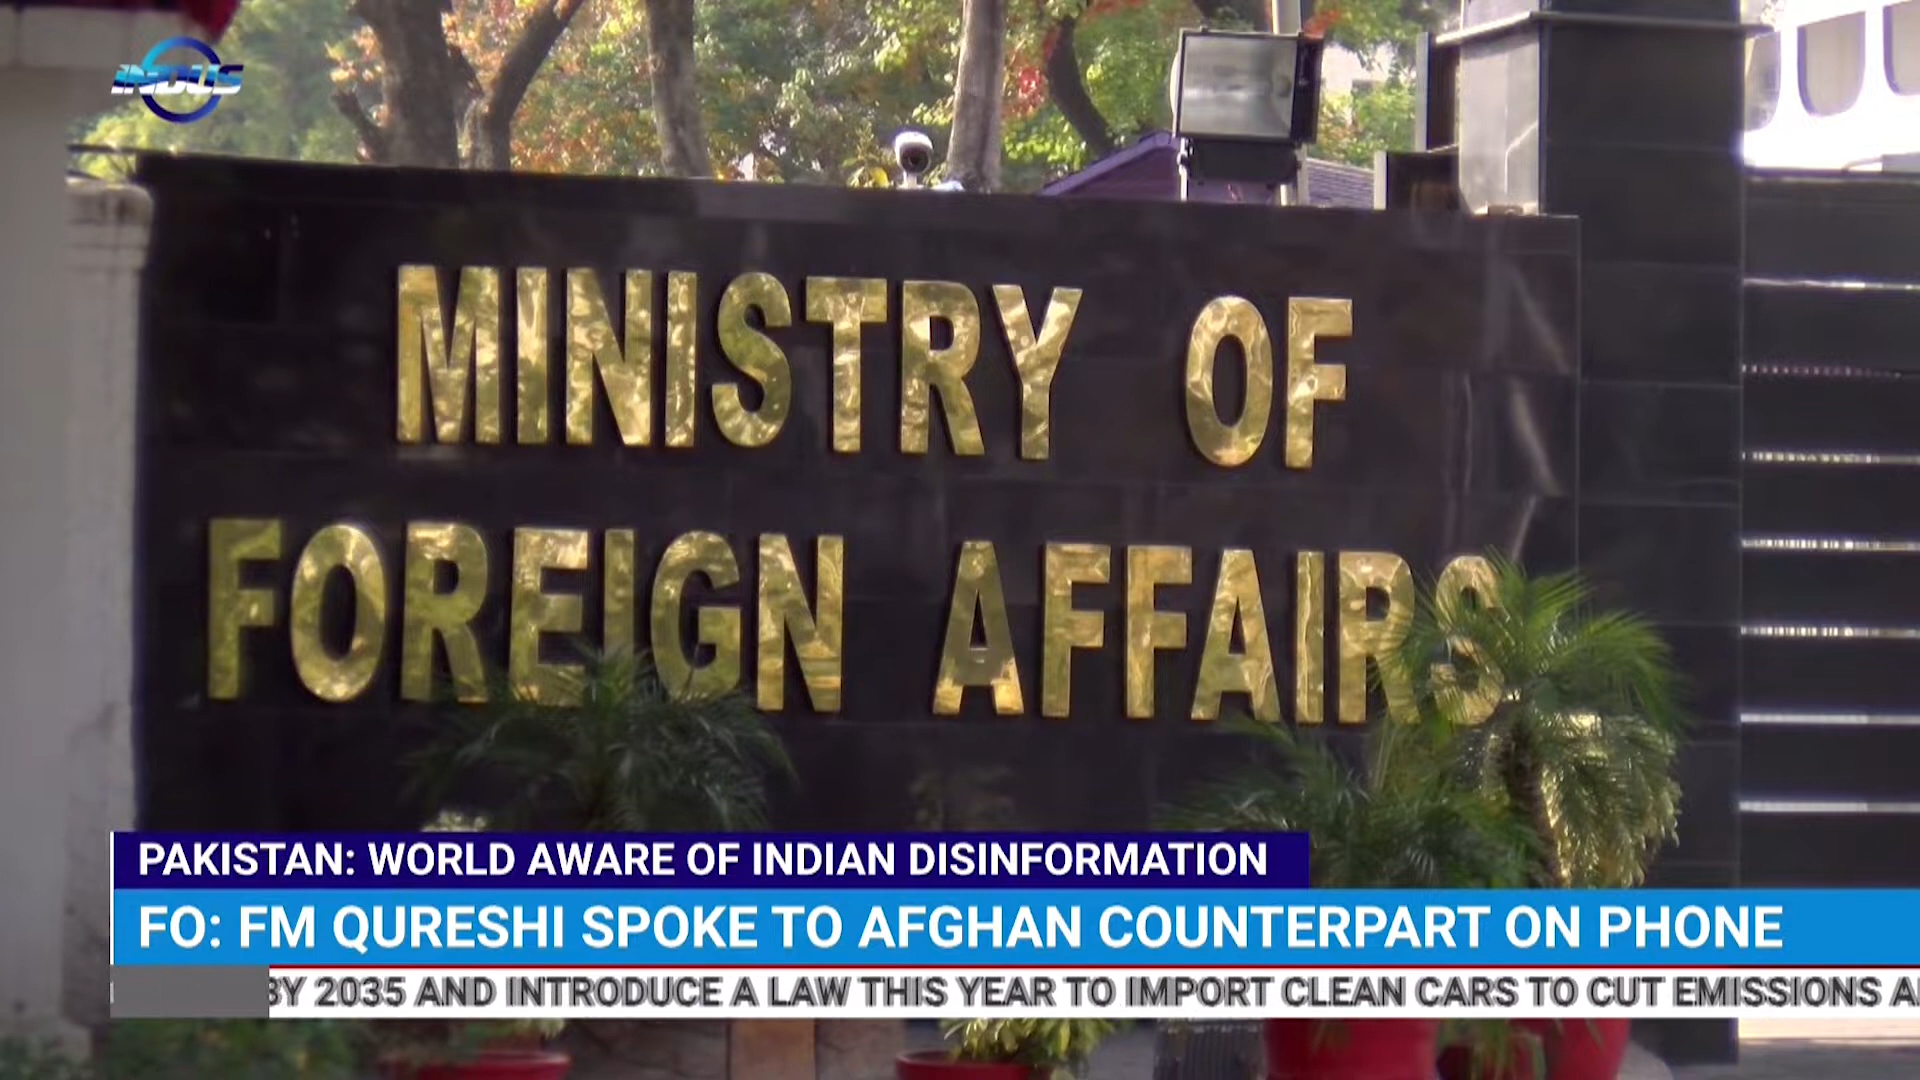 INDUS
MINISTRY OF
FOREIGN AFFAIRS
PAKISTAN: WORLD AWARE OF INDIAN DISINFORMATION
FO: FM QURESHI SPOKE TO AFGHAN COUNTERPART ON PHONE
BY 2035 AND INTRODUCE A LAW THIS YEAR TO IMPORT CLEAN CARS TO CUT EMISSIONS